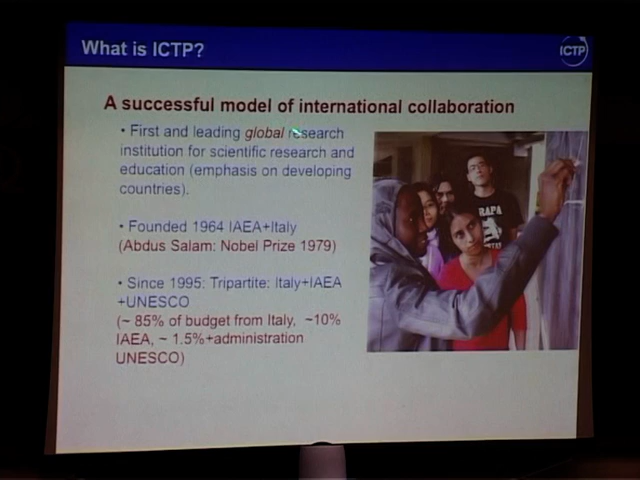 What is ICTP?
ICTP
A successful model of international collaboration
• First and leading global research
institution for scientific research and
education (emphasis on developing
countries).
• Founded 1964 IAEA+Italy
(Abdus Salam: Nobel Prize 1979)
• Since 1995: Tripartite: Italy+IAEA
+UNESCO
(~ 85% of budget from Italy, ~10%
IAEA, ~ 1.5%+administration
UNESCO)
RAPA